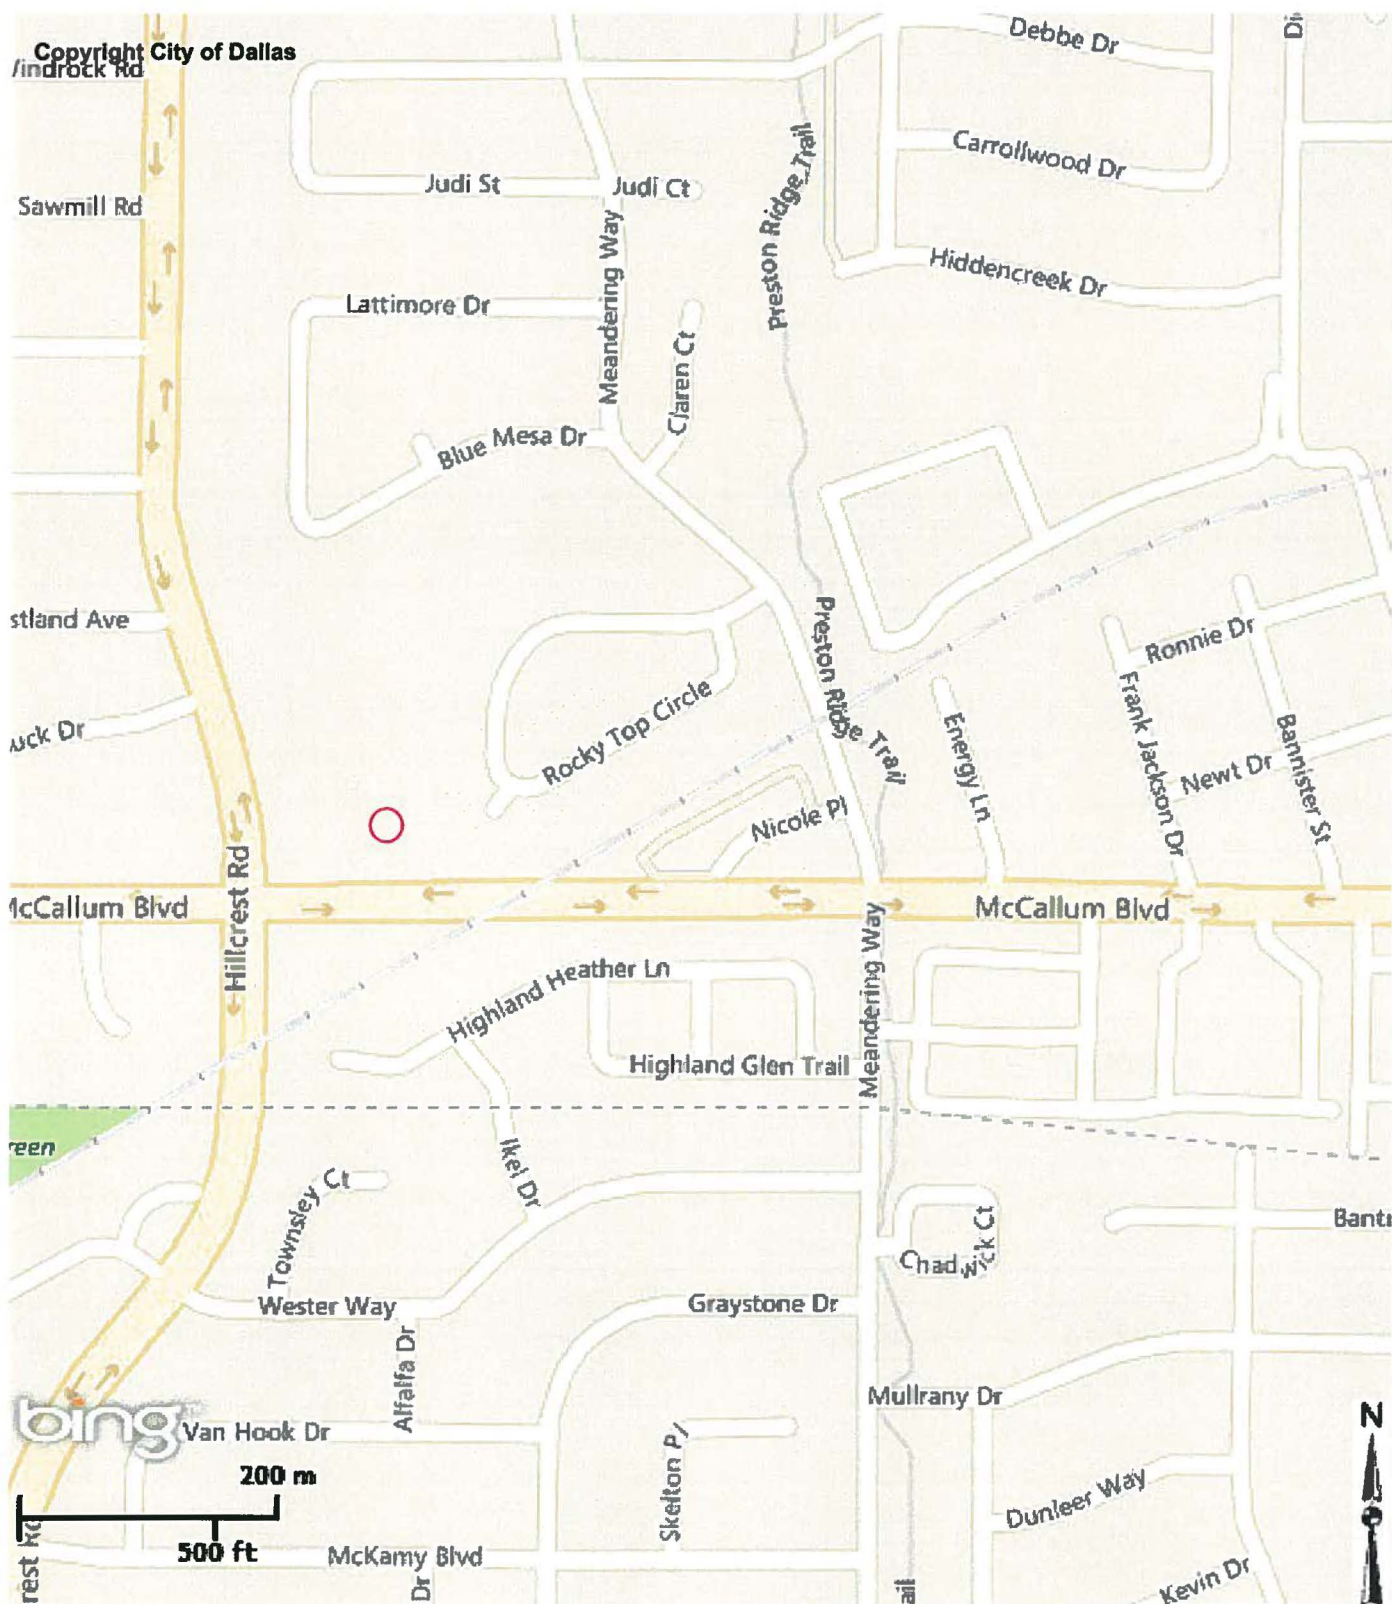 Copyright City of Dallas
indrock Rd
Debbe Dr
Di
Carrollwood Dr
Judi St
Judi Ct
Sawmill Rd
Preston Ridge Trail
Meandering Way
Hiddencreek Dr
Lattimore Dr
Claren Ct
Blue Mesa Dr
stland Ave
Preston Ridge Trail
Ronnie Dr
Frank Jackson Dr
uck Dr
Rocky Top Circle
Energy Ln
Bannister St
Newt Dr
Nicole Pl
Hillcrest Rd
McCallum Blvd
McCallum Blvd
Meandering Way
Highland Heather Ln
Highland Glen Trail
reen
Ikel Dr
Townsley Ct
Chadwick Ct
Bant
Wester Way
Graystone Dr
Alfalfa Dr
Mullrany Dr
bing
Van Hook Dr
Skelton Pl
N
200 m
500 ft
Dunleer Way
rest Rd
McKamy Blvd
Dr
ail
Kevin Dr